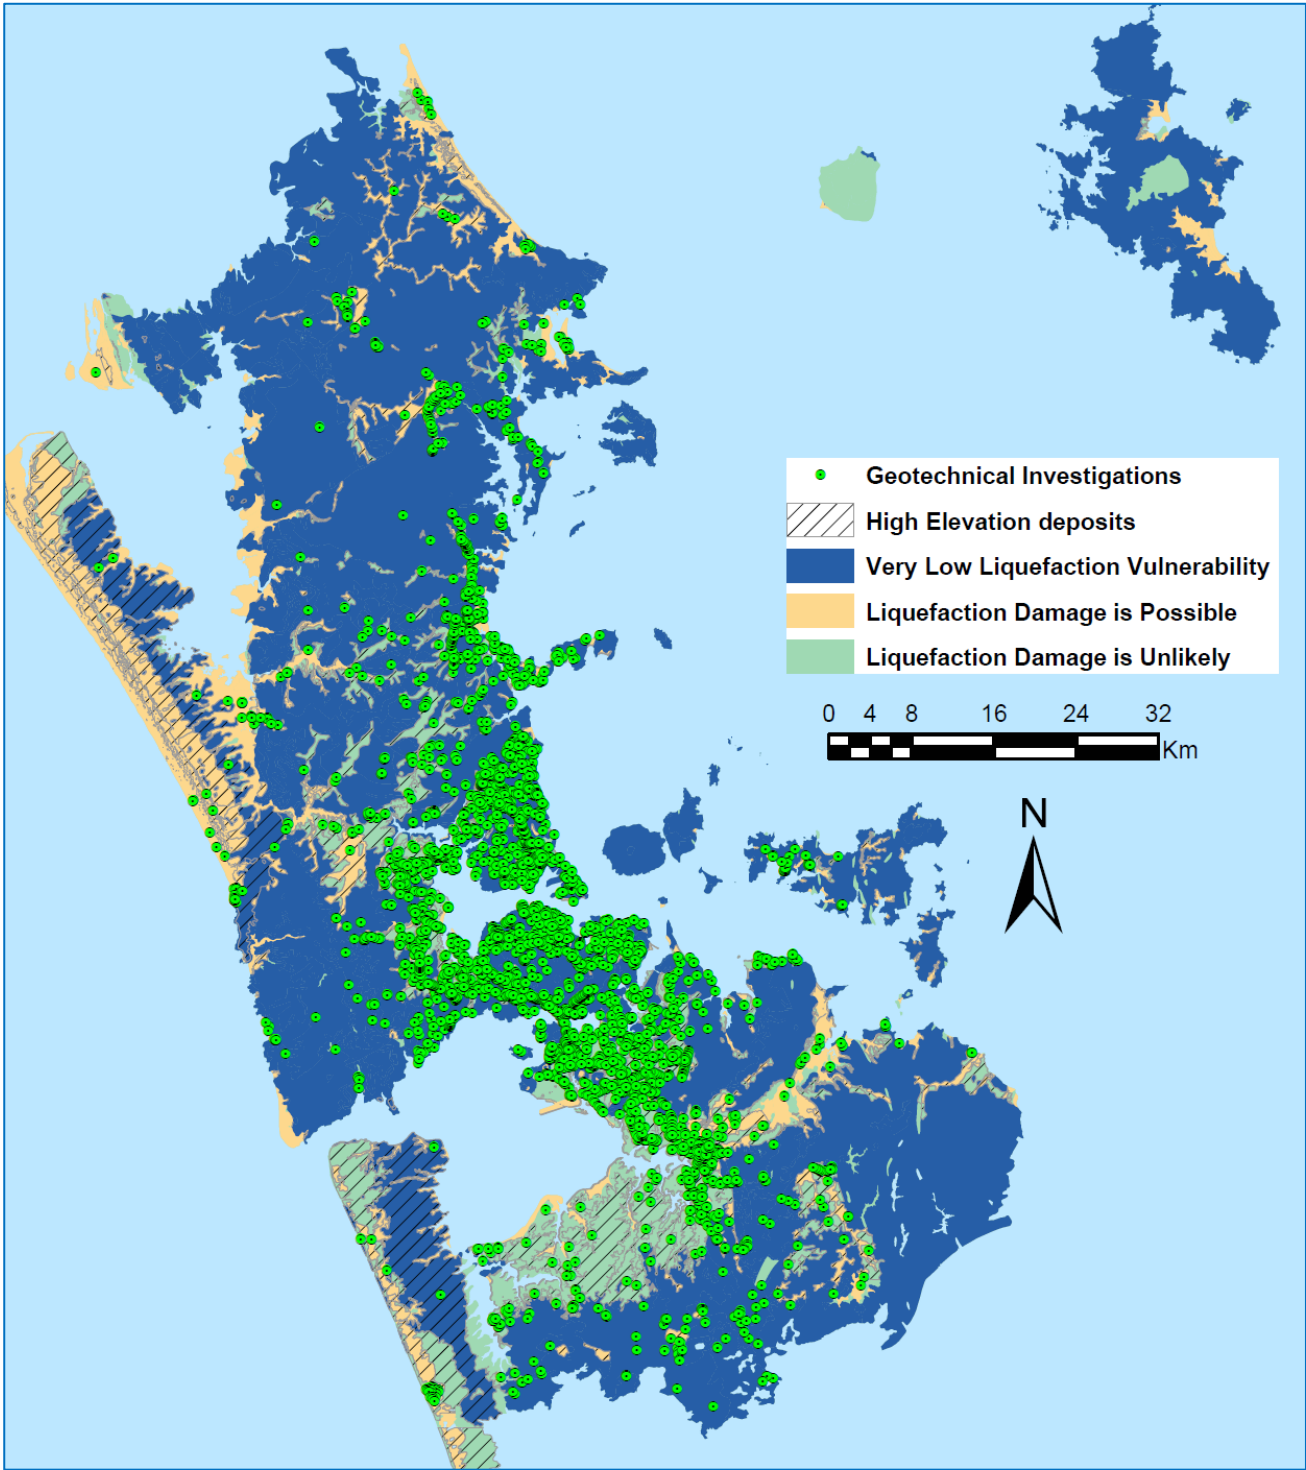 Geotechnical Investigations
High Elevation deposits
Very Low Liquefaction Vulnerability
Liquefaction Damage is Possible
Liquefaction Damage is Unlikely
0 4 8 16 24 32
Km
N